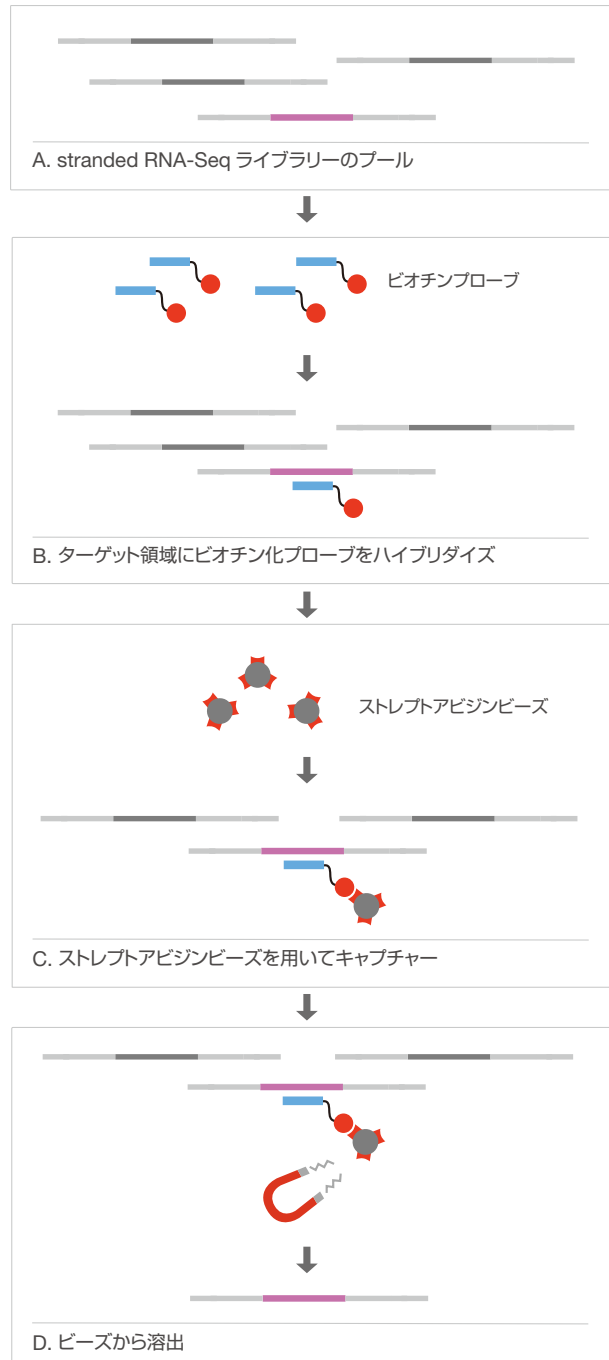 A. stranded RNA-Seq ライブラリーのプール
ビオチンプローブ
B. ターゲット領域にビオチン化プローブをハイブリダイズ
ストレプトアビジンビーズ
C. ストレプトアビジンビーズを用いてキャプチャー
D. ビーズから溶出